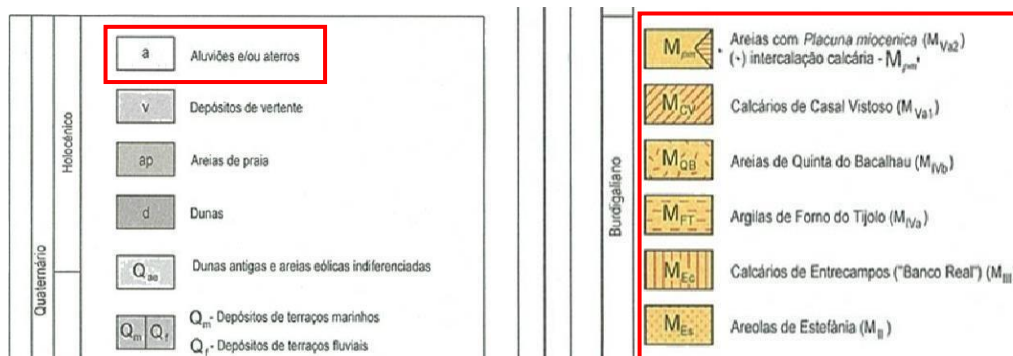 Quaternário
Holocénico
a Aluviões e/ou aterros
v Depósitos de vertente
ap Areias de praia
d Dunas
Qae Dunas antigas e areias eólicas indiferenciadas
Qm Qf Qm- Depósitos de terraços marinhos
Qf- Depósitos de terraços fluviais
Burdigaliano
Mpm Areias com Placuna miocenica (MVa2)
(•) intercalação calcária - Mpm*
MCV Calcários de Casal Vistoso (MVa1)
MQB Areias de Quinta do Bacalhau (MIVb)
MFT Argilas de Forno do Tijolo (MIVa)
MEc Calcários de Entrecampos ("Banco Real") (MIII
MEs Areolas de Estefânia (MII)